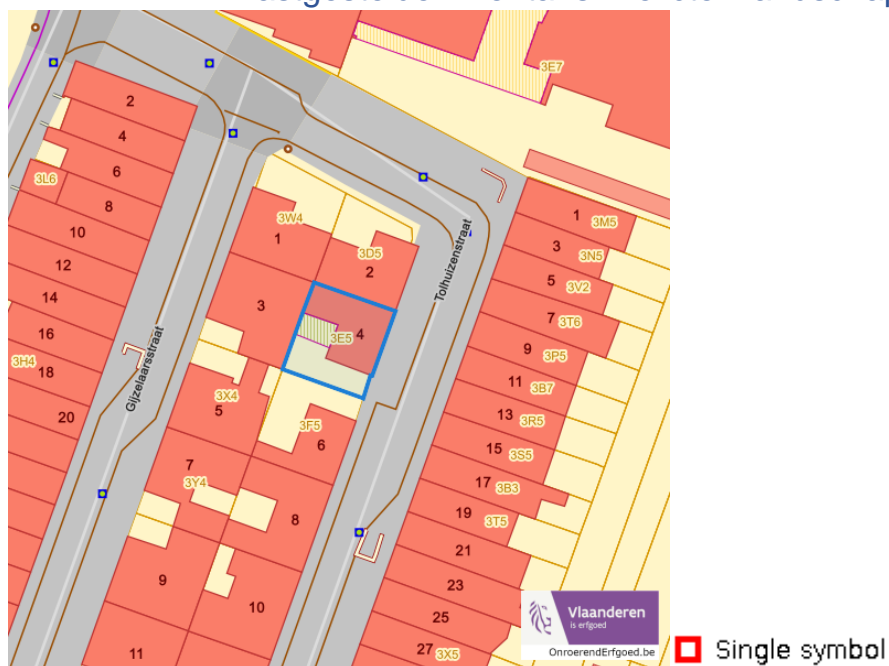 3E7
2
4
6
3L6
8
10
12
14
16
3H4
18
20
Gijzelaarsstraat
3W4
1
3D5
2
3
3E5
4
3X4
5
3F5
6
7
3Y4
8
9
10
11
Tolhuizenstraat
1 3M5
3 3N5
5 3V2
7 3T6
9 3P5
11 3B7
13 3R5
15 3S5
17 3B3
19 3T5
21
23
25
27 3X5
Vlaanderen
is erfgoed
OnroerendErfgoed.be
Single symbol